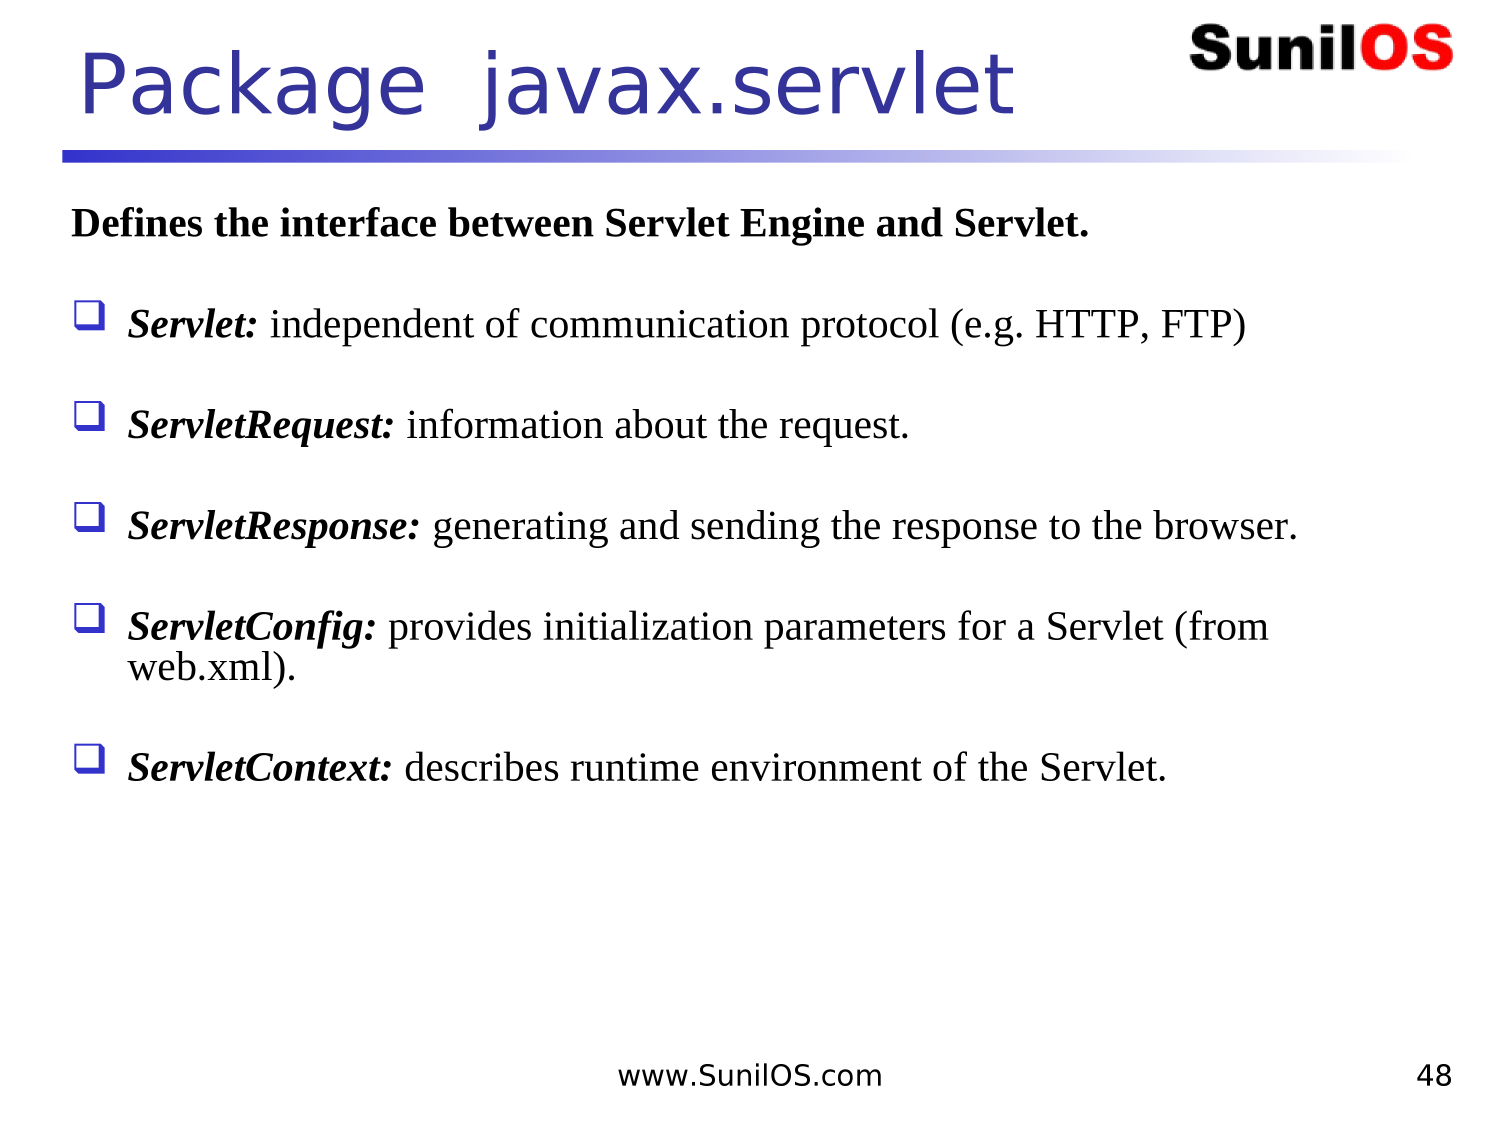 SunilOS
Package javax.servlet
Defines the interface between Servlet Engine and Servlet.
Servlet: independent of communication protocol (e.g. HTTP, FTP)
ServletRequest: information about the request.
ServletResponse: generating and sending the response to the browser.
ServletConfig: provides initialization parameters for a Servlet (from
web.xml).
ServletContext: describes runtime environment of the Servlet.
www.SunilOS.com
48